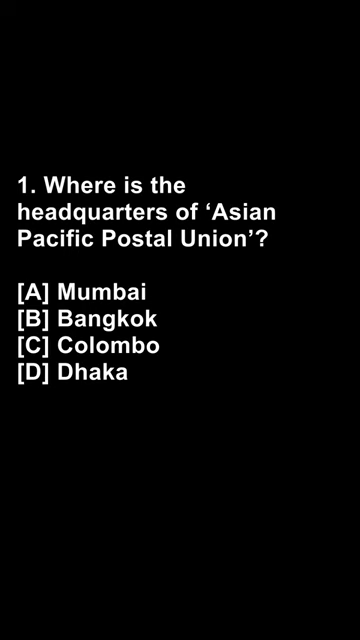 1. Where is the
headquarters of ‘Asian
Pacific Postal Union’?
[A] Mumbai
[B] Bangkok
[C] Colombo
[D] Dhaka